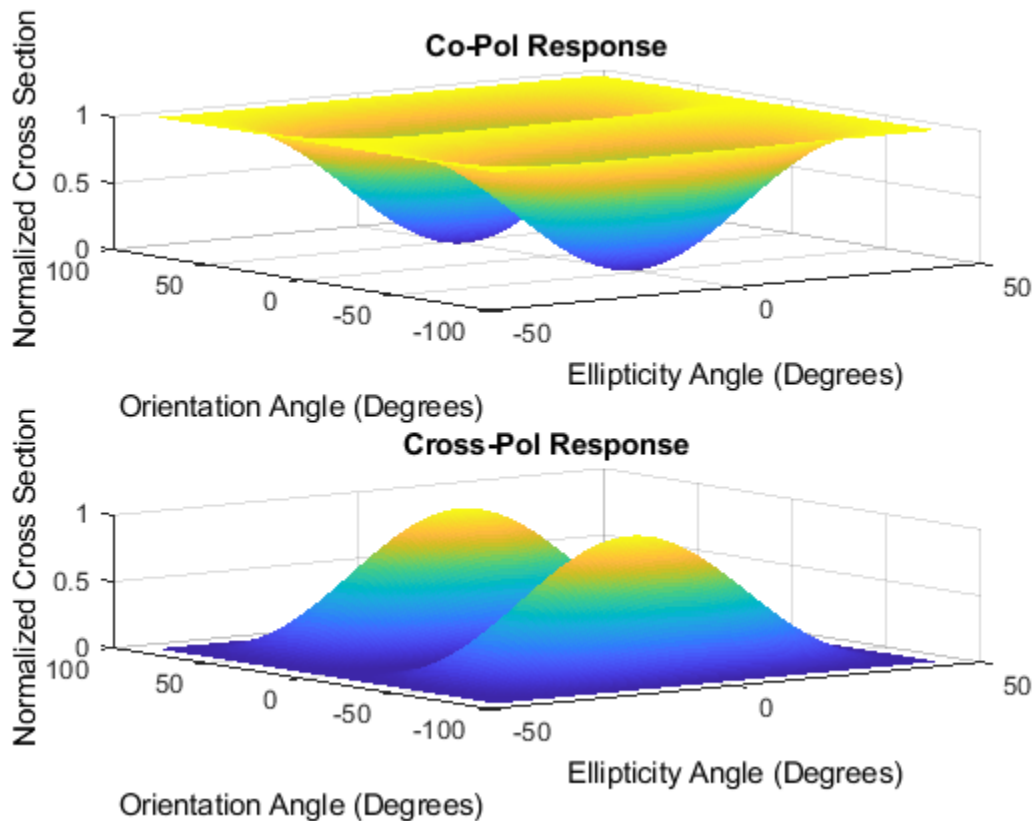 Co-Pol Response
Normalized Cross Section
1
0.5
0
100
50
0
-50
-100
-50
0
50
Ellipticity Angle (Degrees)
Orientation Angle (Degrees)
Cross-Pol Response
Normalized Cross Section
1
0.5
0
100
50
0
-50
-100
-50
0
50
Ellipticity Angle (Degrees)
Orientation Angle (Degrees)